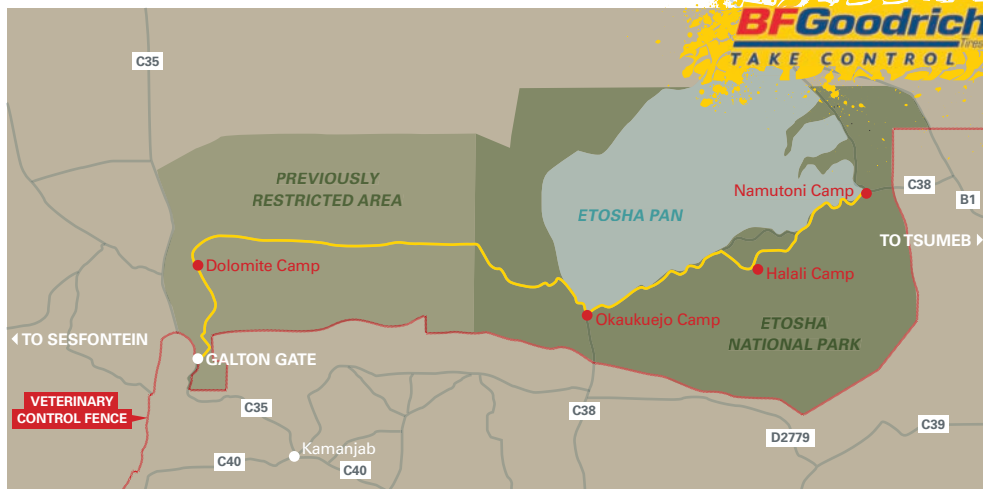 BFGoodrich
Tires
TAKE CONTROL
C35
PREVIOUSLY
RESTRICTED AREA
ETOSHA PAN
Namutoni Camp
C38
B1
TO TSUMEB
Dolomite Camp
Halali Camp
Okaukuejo Camp
ETOSHA
NATIONAL PARK
TO SESFONTEIN
GALTON GATE
VETERINARY
CONTROL FENCE
C35
C38
C39
D2779
Kamanjab
C40
C40